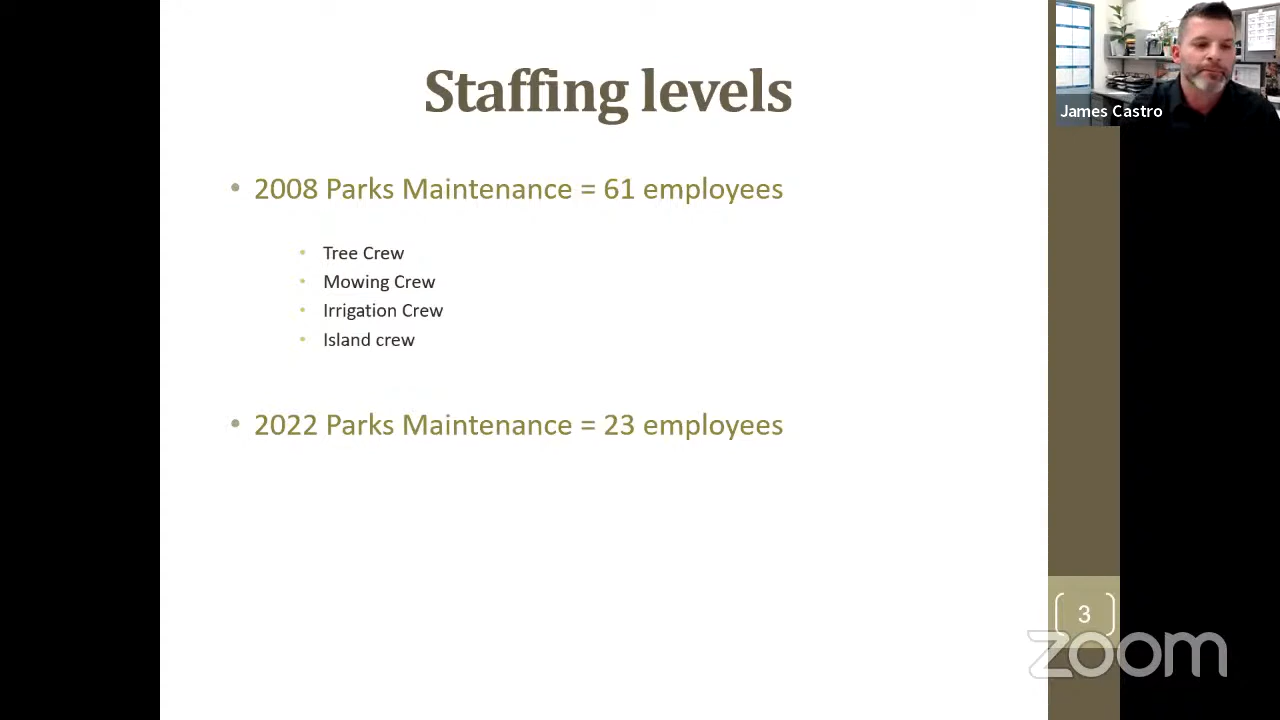 Staffing levels
• 2008 Parks Maintenance = 61 employees
• Tree Crew
• Mowing Crew
• Irrigation Crew
• Island crew
• 2022 Parks Maintenance = 23 employees
James Castro
3
zoom